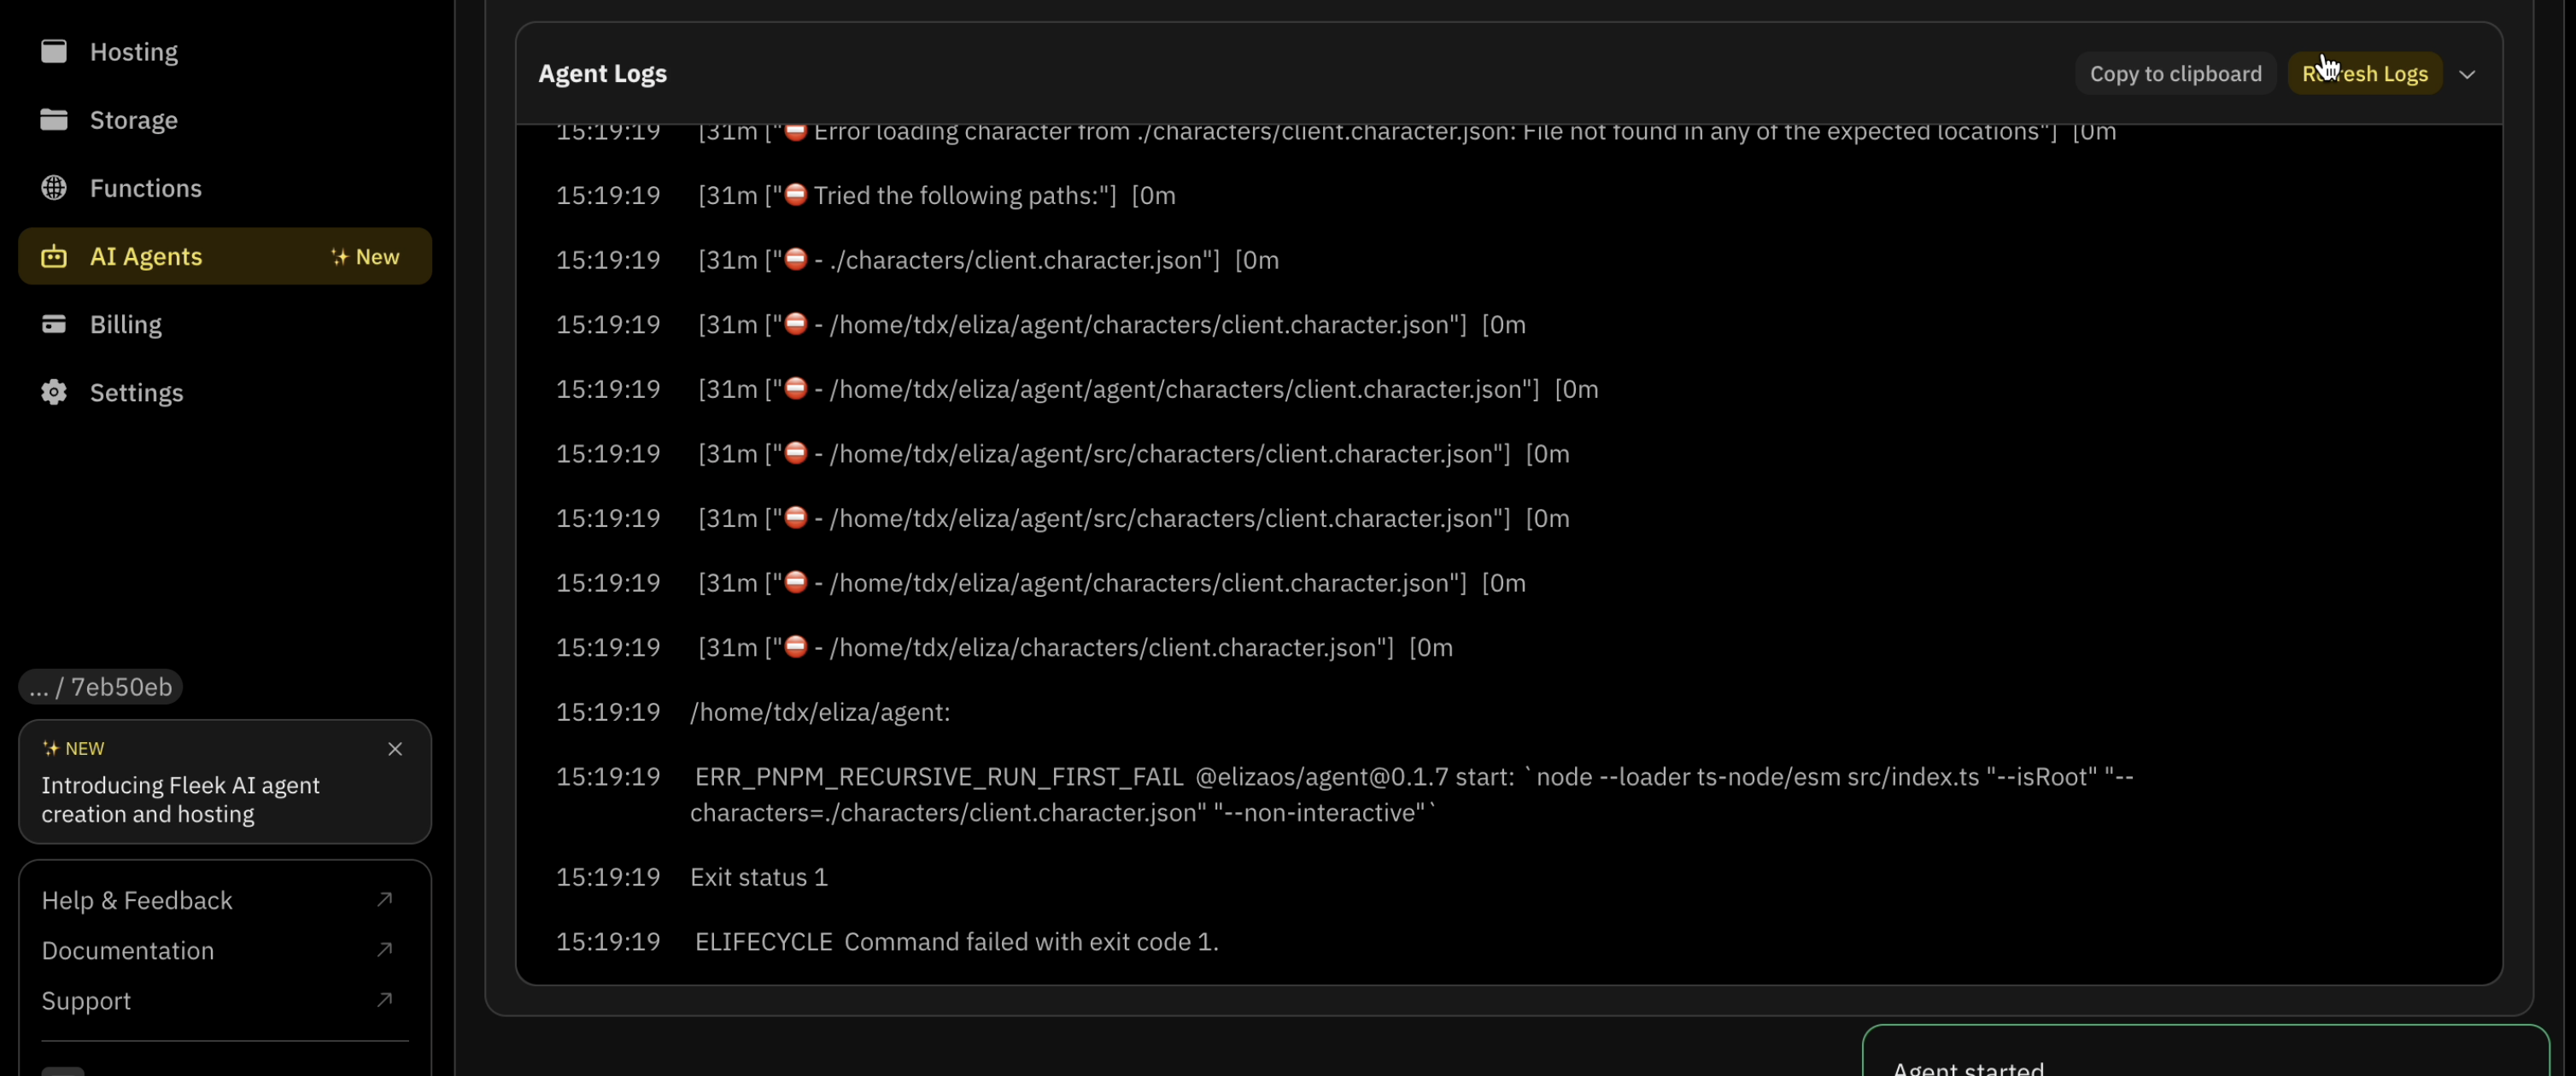 Hosting
Storage
Functions
AI Agents ✨ New
Billing
Settings
... / 7eb50eb
✨ NEW
Introducing Fleek AI agent
creation and hosting
Help & Feedback
Documentation
Support
Agent Logs
Copy to clipboard
Refresh Logs
15:19:19 [31m ["⛔ Error loading character from ./characters/client.character.json: File not found in any of the expected locations"] [0m
15:19:19 [31m ["⛔ Tried the following paths:"] [0m
15:19:19 [31m ["⛔ - ./characters/client.character.json"] [0m
15:19:19 [31m ["⛔ - /home/tdx/eliza/agent/characters/client.character.json"] [0m
15:19:19 [31m ["⛔ - /home/tdx/eliza/agent/agent/characters/client.character.json"] [0m
15:19:19 [31m ["⛔ - /home/tdx/eliza/agent/src/characters/client.character.json"] [0m
15:19:19 [31m ["⛔ - /home/tdx/eliza/agent/src/characters/client.character.json"] [0m
15:19:19 [31m ["⛔ - /home/tdx/eliza/agent/characters/client.character.json"] [0m
15:19:19 [31m ["⛔ - /home/tdx/eliza/characters/client.character.json"] [0m
15:19:19 /home/tdx/eliza/agent:
15:19:19 ERR_PNPM_RECURSIVE_RUN_FIRST_FAIL @elizaos/agent@0.1.7 start: `node --loader ts-node/esm src/index.ts "--isRoot" "--
characters=./characters/client.character.json" "--non-interactive"`
15:19:19 Exit status 1
15:19:19 ELIFECYCLE Command failed with exit code 1.
Agent started